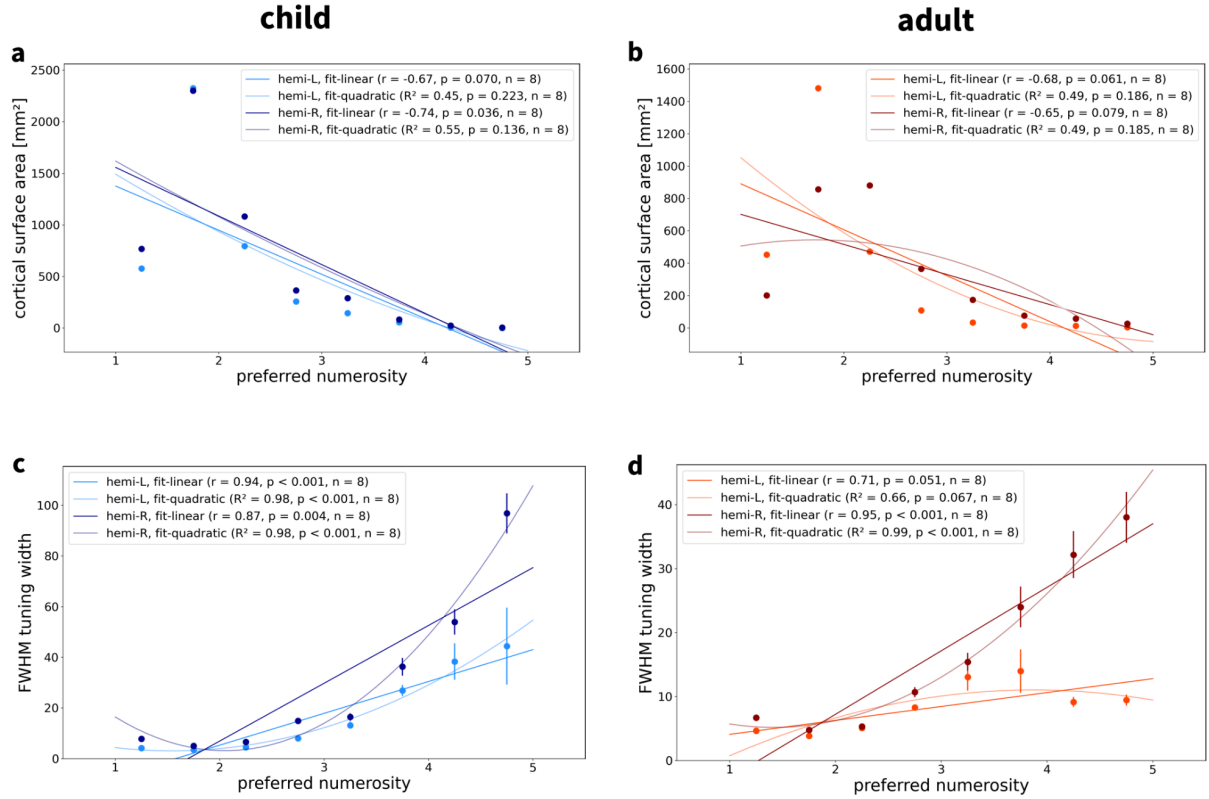 child
adult
a
2500
2000
1500
1000
500
0
cortical surface area [mm²]
hemi-L, fit-linear (r = -0.67, p = 0.070, n = 8)
hemi-L, fit-quadratic (R² = 0.45, p = 0.223, n = 8)
hemi-R, fit-linear (r = -0.74, p = 0.036, n = 8)
hemi-R, fit-quadratic (R² = 0.55, p = 0.136, n = 8)
1 2 3 4 5
preferred numerosity
b
1600
1400
1200
1000
800
600
400
200
0
cortical surface area [mm²]
hemi-L, fit-linear (r = -0.68, p = 0.061, n = 8)
hemi-L, fit-quadratic (R² = 0.49, p = 0.186, n = 8)
hemi-R, fit-linear (r = -0.65, p = 0.079, n = 8)
hemi-R, fit-quadratic (R² = 0.49, p = 0.185, n = 8)
1 2 3 4 5
preferred numerosity
c
100
80
60
40
20
0
FWHM tuning width
hemi-L, fit-linear (r = 0.94, p < 0.001, n = 8)
hemi-L, fit-quadratic (R² = 0.98, p < 0.001, n = 8)
hemi-R, fit-linear (r = 0.87, p = 0.004, n = 8)
hemi-R, fit-quadratic (R² = 0.98, p < 0.001, n = 8)
1 2 3 4 5
preferred numerosity
d
40
30
20
10
0
FWHM tuning width
hemi-L, fit-linear (r = 0.71, p = 0.051, n = 8)
hemi-L, fit-quadratic (R² = 0.66, p = 0.067, n = 8)
hemi-R, fit-linear (r = 0.95, p < 0.001, n = 8)
hemi-R, fit-quadratic (R² = 0.99, p < 0.001, n = 8)
1 2 3 4 5
preferred numerosity